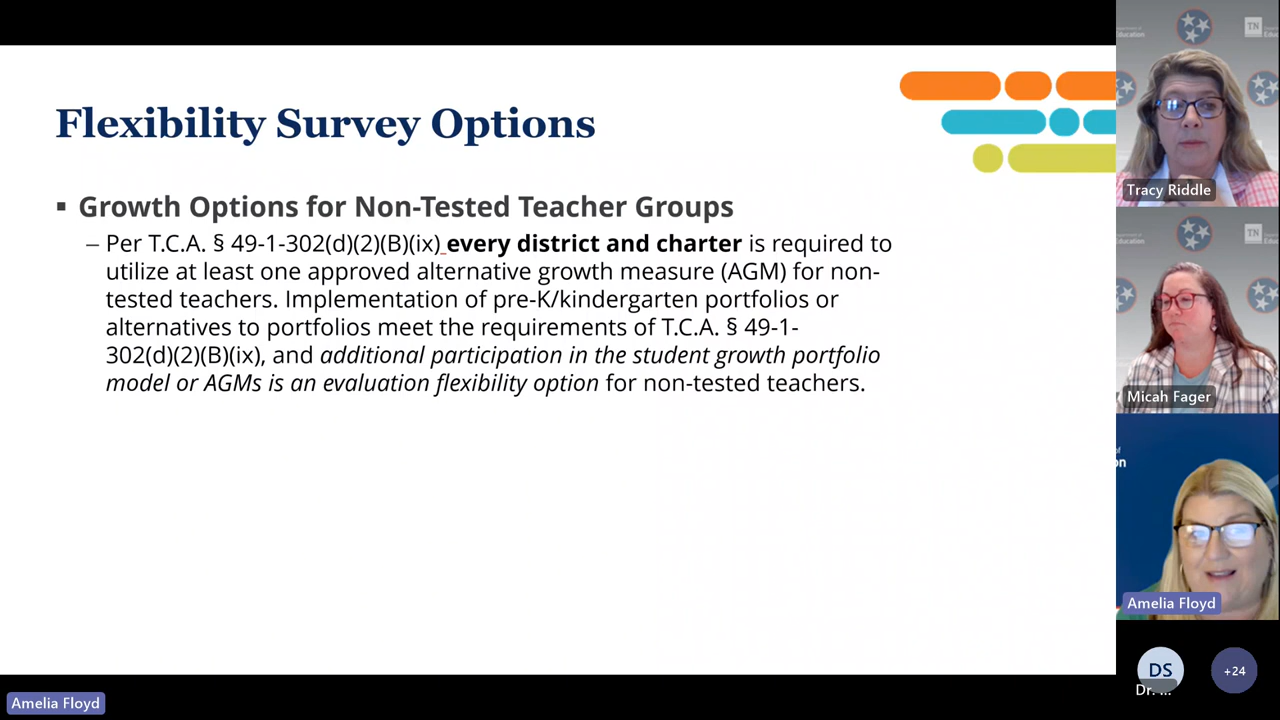 Flexibility Survey Options
▪ Growth Options for Non-Tested Teacher Groups
– Per T.C.A. § 49-1-302(d)(2)(B)(ix) every district and charter is required to
utilize at least one approved alternative growth measure (AGM) for non-
tested teachers. Implementation of pre-K/kindergarten portfolios or
alternatives to portfolios meet the requirements of T.C.A. § 49-1-
302(d)(2)(B)(ix), and additional participation in the student growth portfolio
model or AGMs is an evaluation flexibility option for non-tested teachers.
Amelia Floyd
Education
TN
Tracy Riddle
TN
Micah Fager
Amelia Floyd
DS
+24
Dr. ...